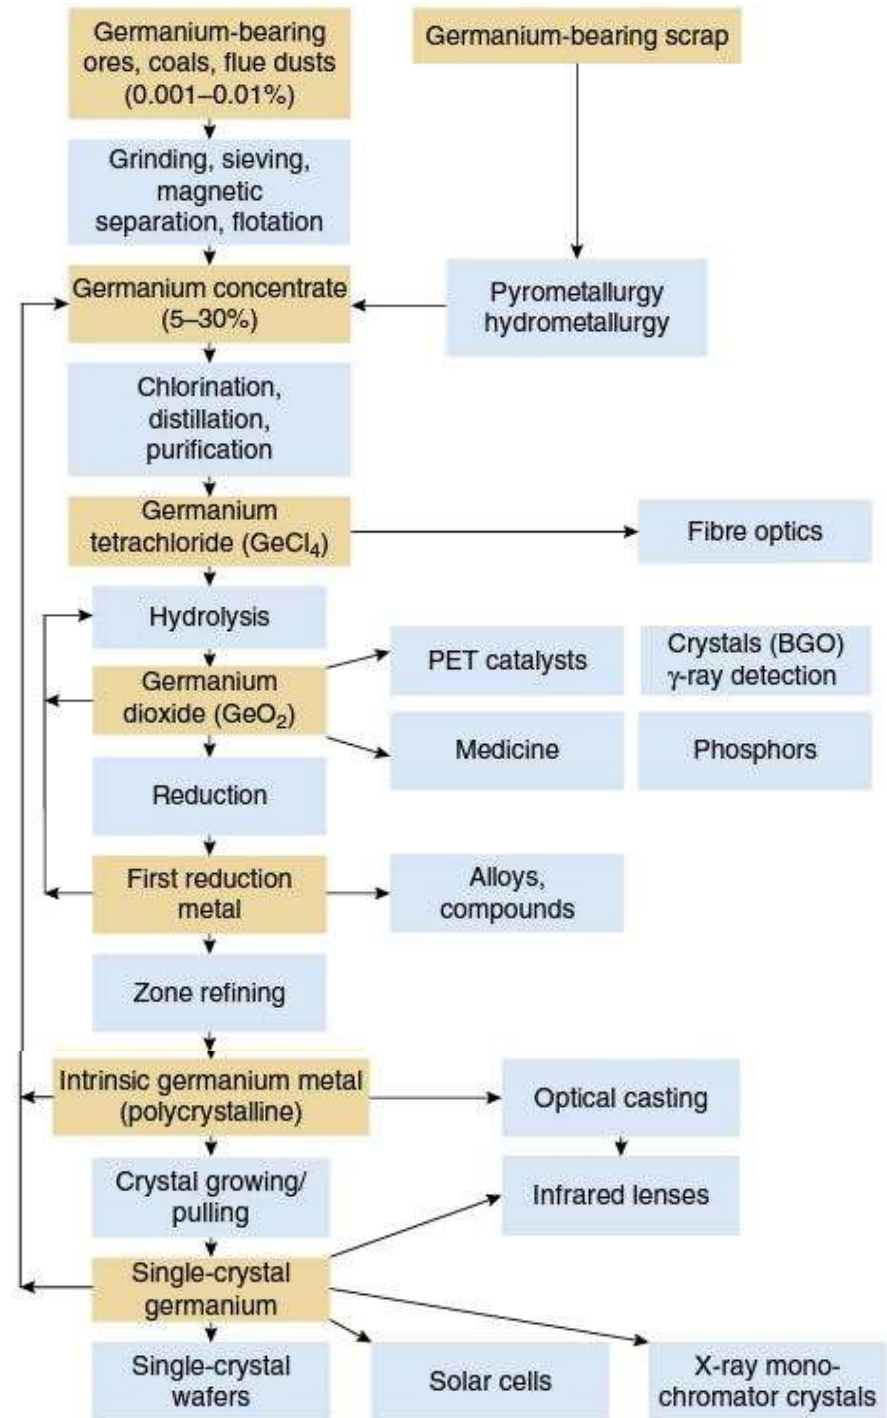 Germanium-bearing
ores, coals, flue dusts
(0.001–0.01%)
Germanium-bearing scrap
Grinding, sieving,
magnetic
separation, flotation
Germanium concentrate
(5–30%)
Pyrometallurgy
hydrometallurgy
Chlorination,
distillation,
purification
Germanium
tetrachloride (GeCl₄)
Fibre optics
Hydrolysis
PET catalysts
Crystals (BGO)
γ-ray detection
Germanium
dioxide (GeO₂)
Medicine
Phosphors
Reduction
First reduction
metal
Alloys,
compounds
Zone refining
Intrinsic germanium metal
(polycrystalline)
Optical casting
Crystal growing/
pulling
Infrared lenses
Single-crystal
germanium
Single-crystal
wafers
Solar cells
X-ray mono-
chromator crystals